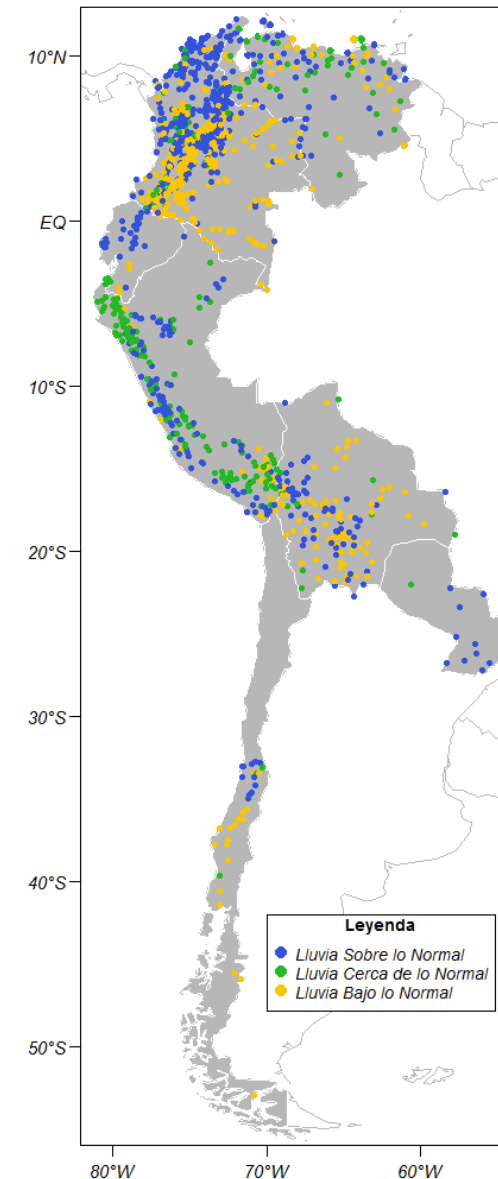 10°N
EQ
10°S
20°S
30°S
40°S
Leyenda
Lluvia Sobre lo Normal
Lluvia Cerca de lo Normal
Lluvia Bajo lo Normal
50°S
80°W
70°W
60°W